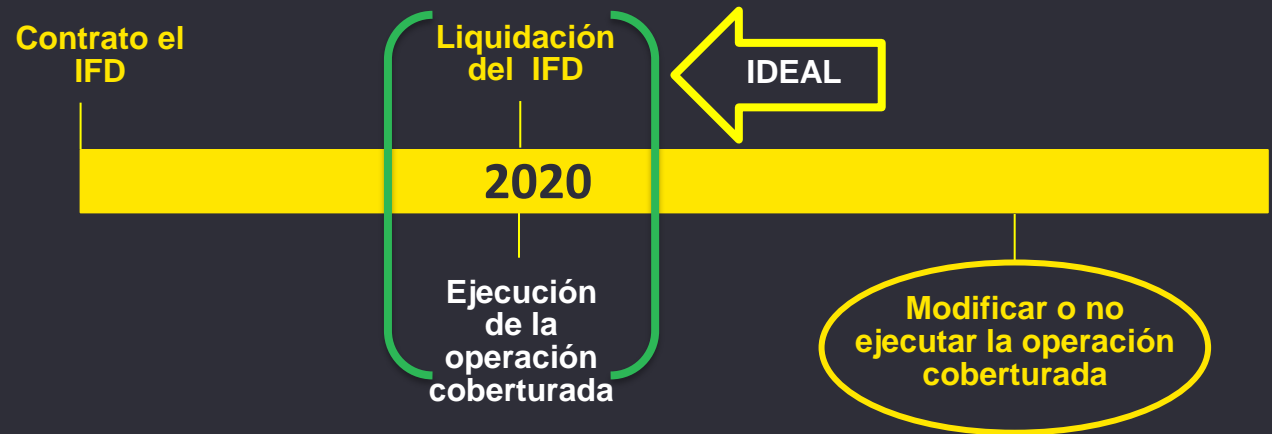 Contrato el
IFD
Liquidación
del IFD
IDEAL
2020
Ejecución
de la
operación
coberturada
Modificar o no
ejecutar la operación
coberturada